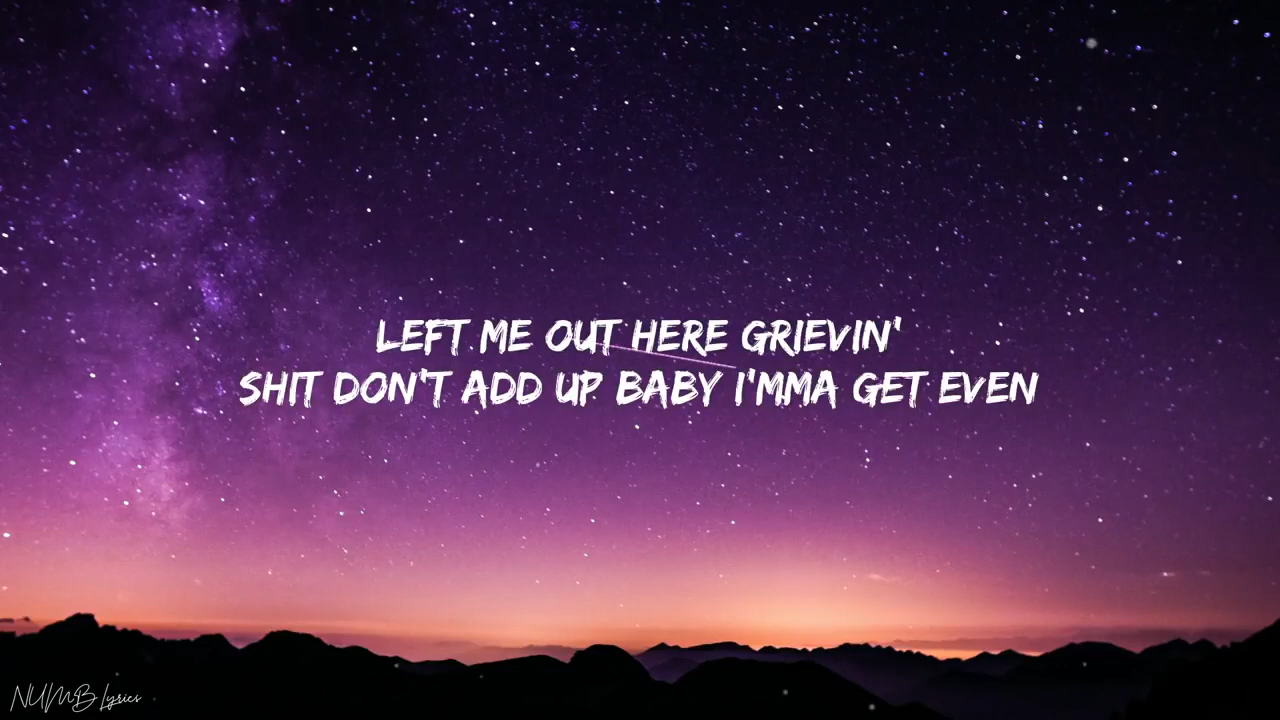 LEFT ME OUT HERE GRIEVIN'
SHIT DON'T ADD UP BABY I'MMA GET EVEN
NUMB Lyrics